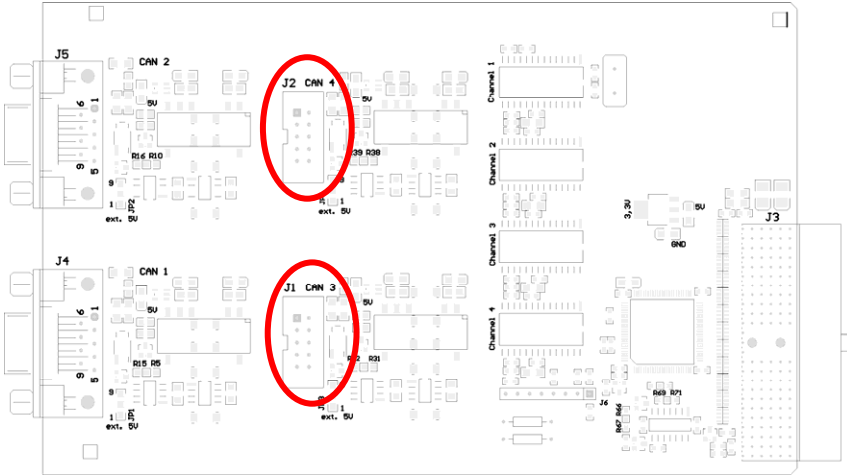 J5
CAN 2
6
1
5V
9
5
R16 R10
9
1
JP2
ext. 5V
J2 CAN 4
5V
R38
9
1
ext. 5V
Channel 1
Channel 2
Channel 3
Channel 4
3,3V
5V
GND
J3
J4
CAN 1
6
1
5V
9
5
R15 R5
9
1
JP1
ext. 5V
J1 CAN 3
5V
R31
1
ext. 5V
J6
R69 R71
R67 R66